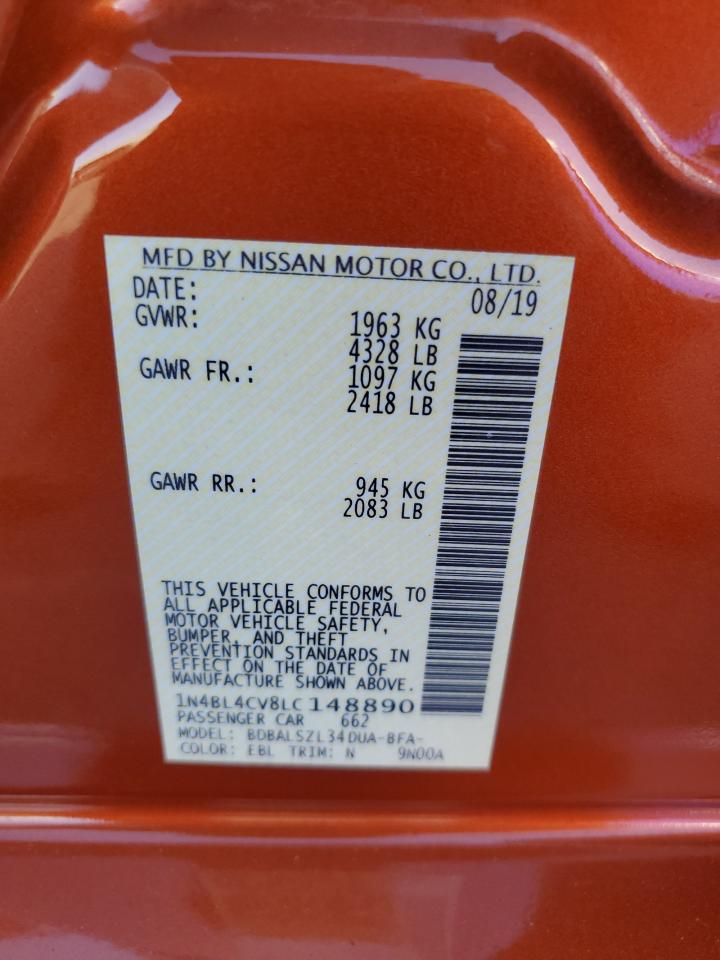 MFD BY NISSAN MOTOR CO., LTD.
DATE: 08/19
GVWR: 1963 KG
4328 LB
GAWR FR.: 1097 KG
2418 LB
GAWR RR.: 945 KG
2083 LB
THIS VEHICLE CONFORMS TO
ALL APPLICABLE FEDERAL
MOTOR VEHICLE SAFETY,
BUMPER, AND THEFT
PREVENTION STANDARDS IN
EFFECT ON THE DATE OF
MANUFACTURE SHOWN ABOVE.
1N4BL4CV8LC148890
PASSENGER CAR 662
MODEL: BDBALSZL34DUA-BFA-
COLOR: EBL TRIM: N 9N00A